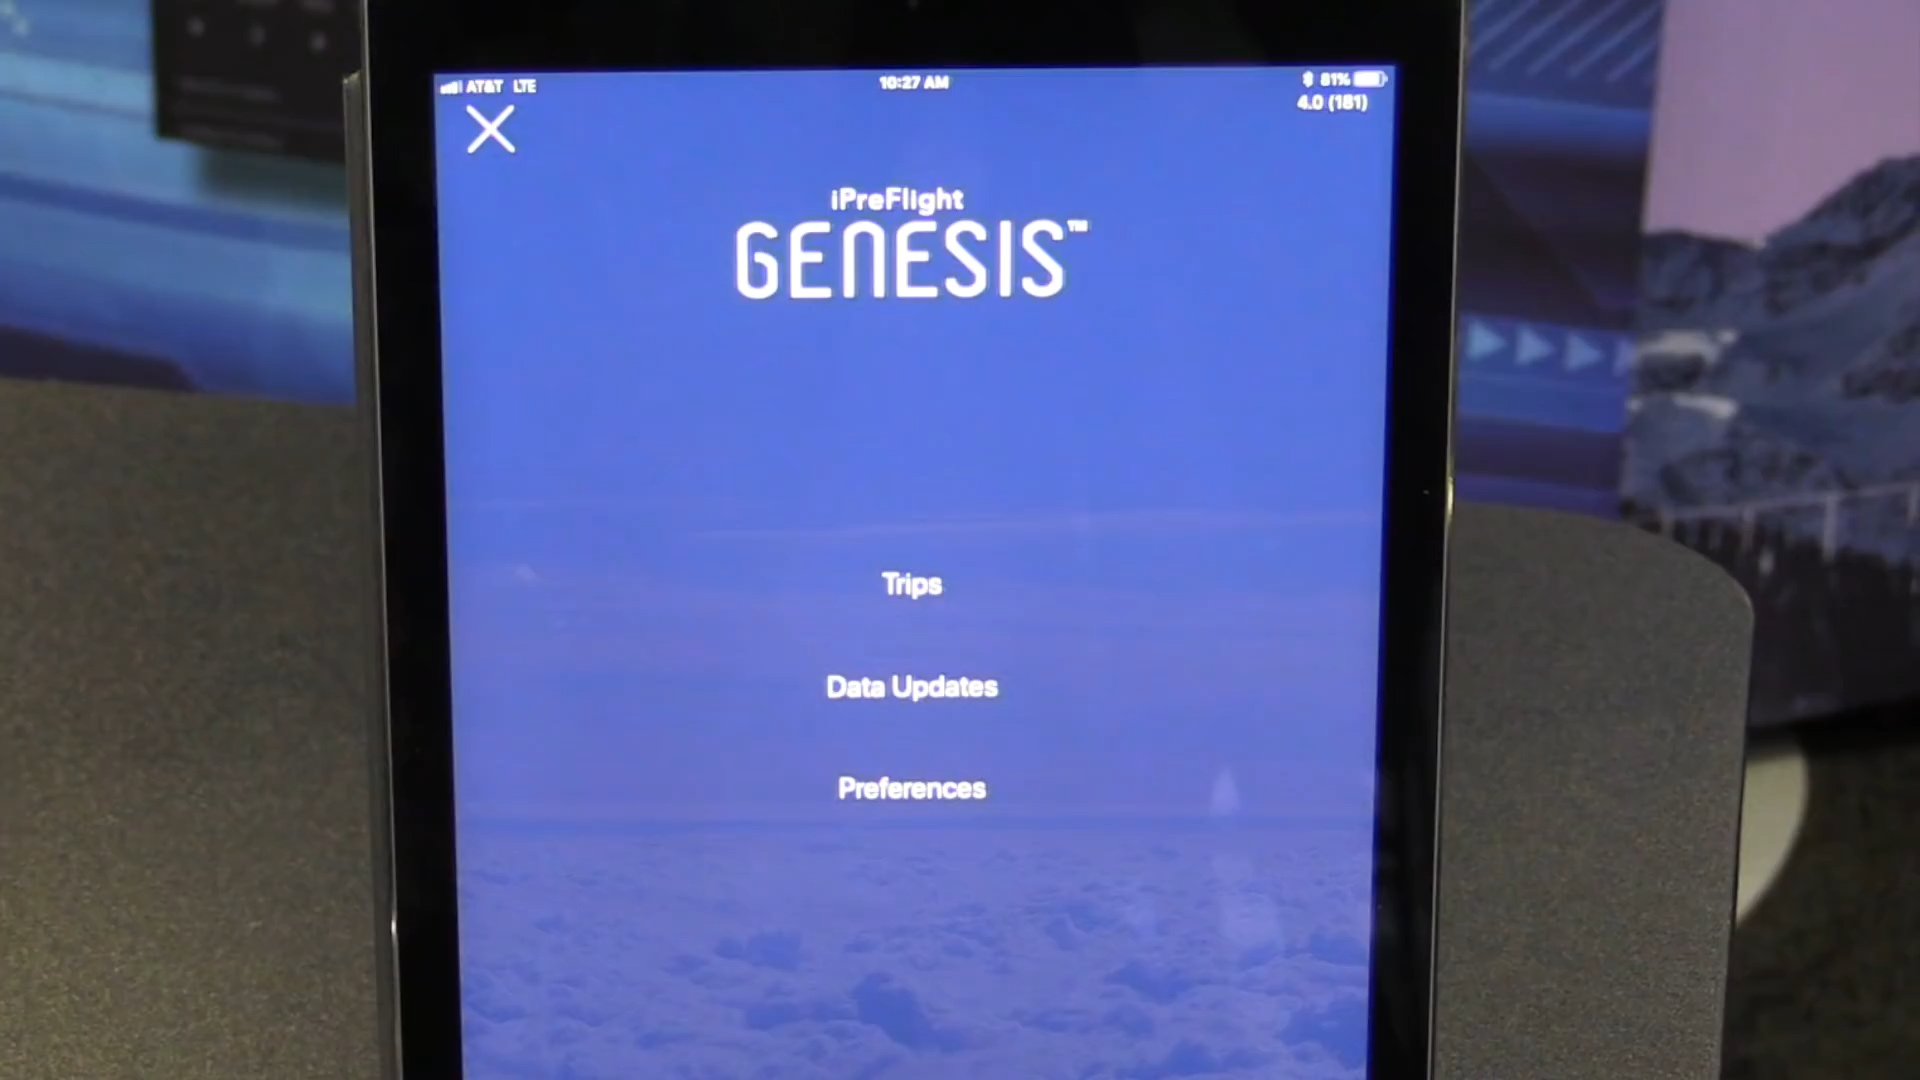 AT&T LTE
10:27 AM
81%
4.0 (181)
iPreFlight
GENESIS™
Trips
Data Updates
Preferences